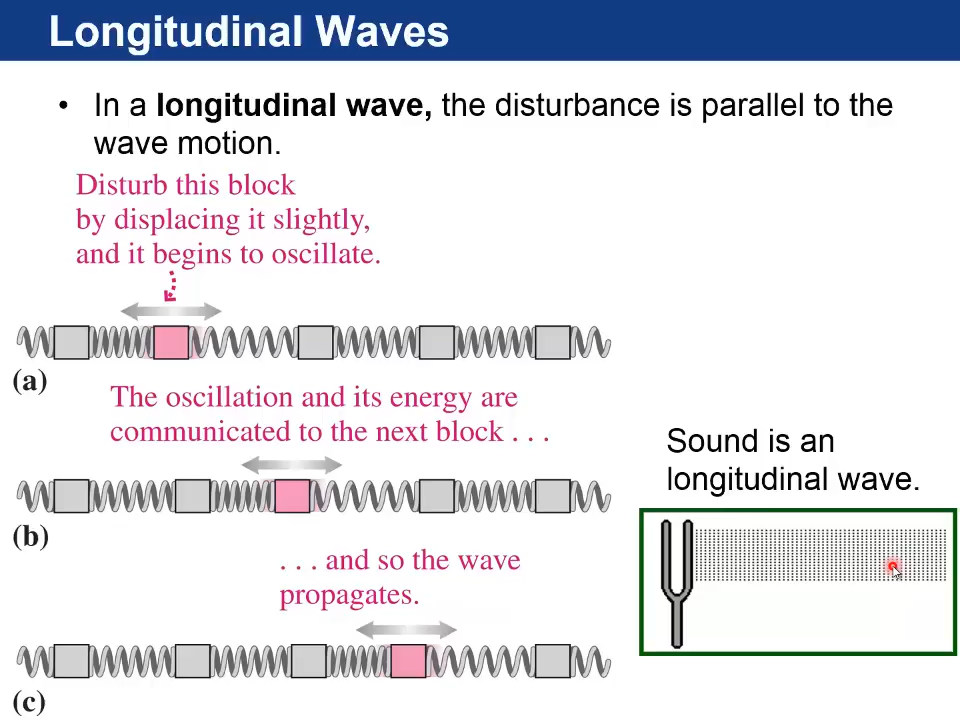 Longitudinal Waves
• In a longitudinal wave, the disturbance is parallel to the
wave motion.
Disturb this block
by displacing it slightly,
and it begins to oscillate.
(a)
The oscillation and its energy are
communicated to the next block . . .
(b)
. . . and so the wave
propagates.
(c)
Sound is an
longitudinal wave.